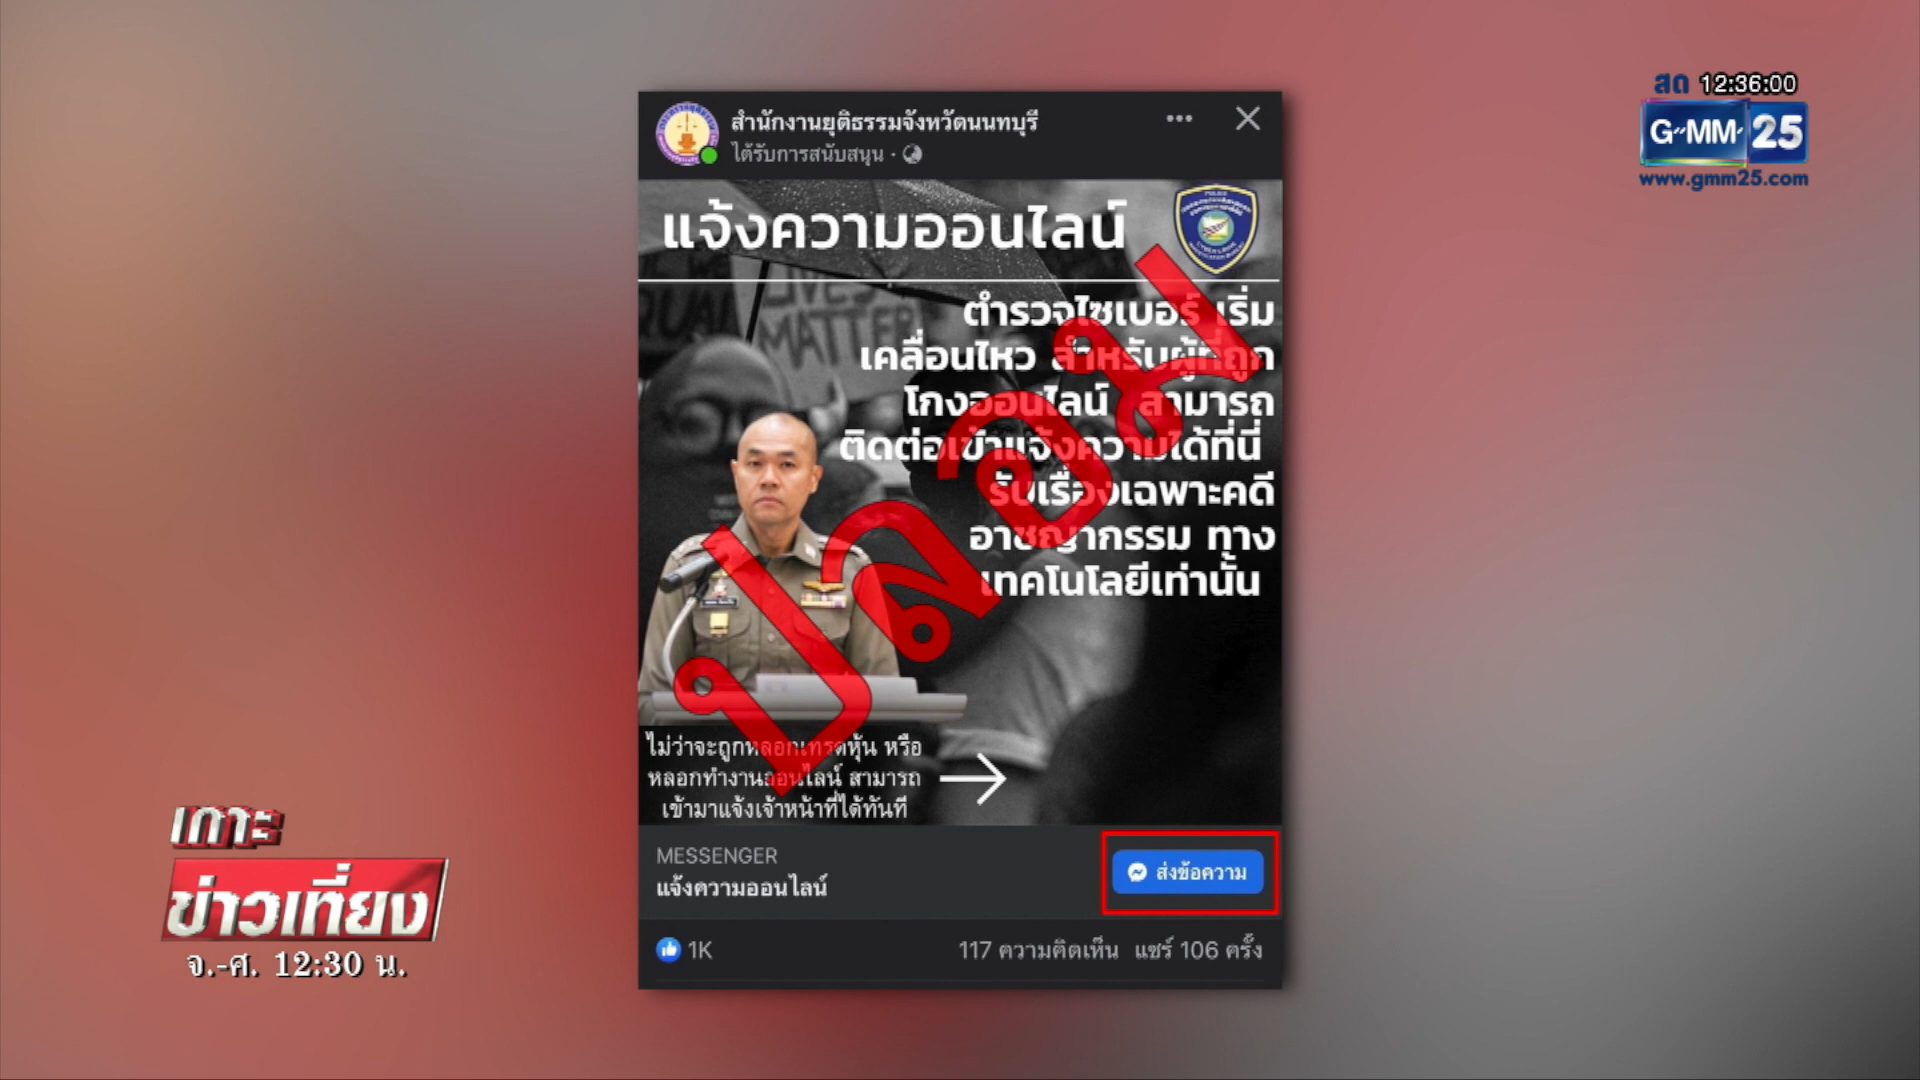 สด 12:36:00
GMM 25
www.gmm25.com
สำนักงานยุติธรรมจังหวัดนนทบุรี
ได้รับการสนับสนุน ·
แจ้งความออนไลน์
ตำรวจไซเบอร์ เริ่ม
เคลื่อนไหว สำหรับผู้ที่ถูก
โกงออนไลน์ สามารถ
ติดต่อเข้าแจ้งความได้ที่นี่
รับเรื่องเฉพาะคดี
อาชญากรรม ทาง
เทคโนโลยีเท่านั้น
ปลอม
EQUAL
LIVES
MATTER
ไม่ว่าจะถูกหลอกเทรดหุ้น หรือ
หลอกทำงานออนไลน์ สามารถ
เข้ามาแจ้งเจ้าหน้าที่ได้ทันที
MESSENGER
แจ้งความออนไลน์
ส่งข้อความ
1K
117 ความคิดเห็น แชร์ 106 ครั้ง
เกาะ
ข่าวเที่ยง
จ.-ศ. 12:30 น.